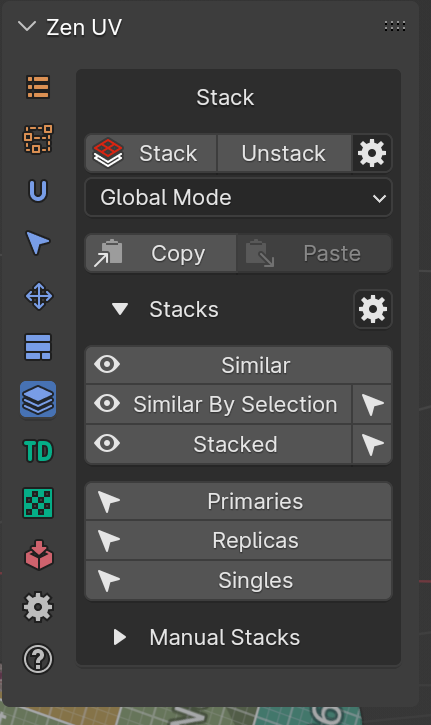 Zen UV
Stack
Stack Unstack
Global Mode
Copy Paste
Stacks
Similar
Similar By Selection
Stacked
TD
Primaries
Replicas
Singles
Manual Stacks